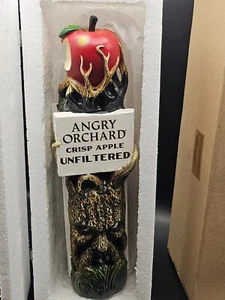 ANGRY
ORCHARD®
CRISP APPLE
UNFILTERED